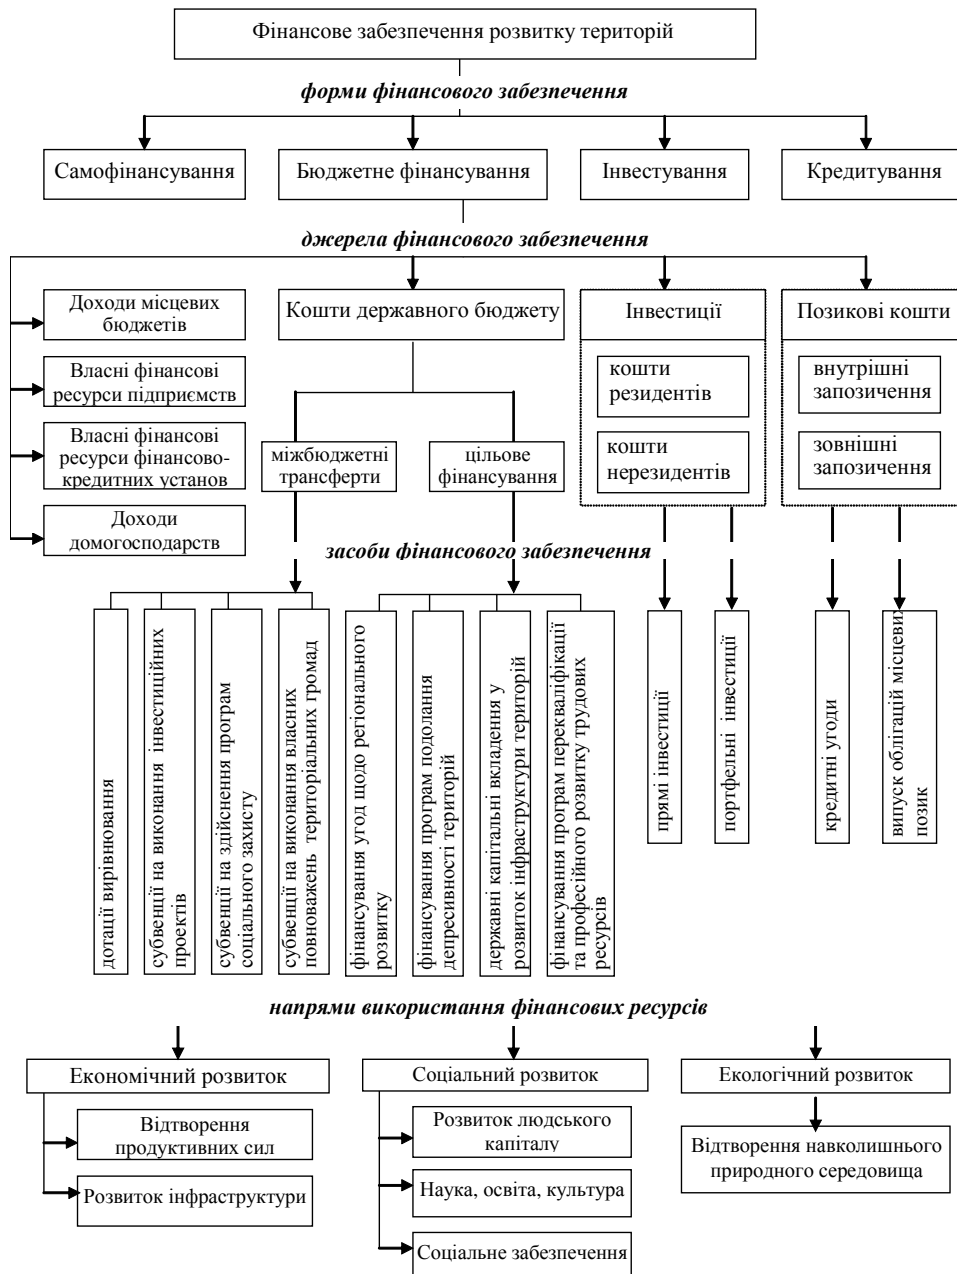 Фінансове забезпечення розвитку територій
форми фінансового забезпечення
Самофінансування
Бюджетне фінансування
Інвестування
Кредитування
джерела фінансового забезпечення
Доходи місцевих
бюджетів
Власні фінансові
ресурси підприємств
Власні фінансові
ресурси фінансово-
кредитних установ
Доходи
домогосподарств
Кошти державного бюджету
міжбюджетні
трансферти
цільове
фінансування
Інвестиції
кошти
резидентів
кошти
нерезидентів
Позикові кошти
внутрішні
запозичення
зовнішні
запозичення
засоби фінансового забезпечення
дотації вирівнювання
субвенції на виконання інвестиційних
проектів
субвенції на здійснення програм
соціального захисту
субвенції на виконання власних
повноважень територіальних громад
фінансування угод щодо регіонального
розвитку
фінансування програм подолання
депресивності територій
державні капітальні вкладення у
розвиток інфраструктури територій
фінансування програм перекваліфікації
та професійного розвитку трудових
ресурсів
прямі інвестиції
портфельні інвестиції
кредитні угоди
випуск облігацій місцевих
позик
напрями використання фінансових ресурсів
Економічний розвиток
Відтворення
продуктивних сил
Розвиток інфраструктури
Соціальний розвиток
Розвиток людського
капіталу
Наука, освіта, культура
Соціальне забезпечення
Екологічний розвиток
Відтворення навколишнього
природного середовища